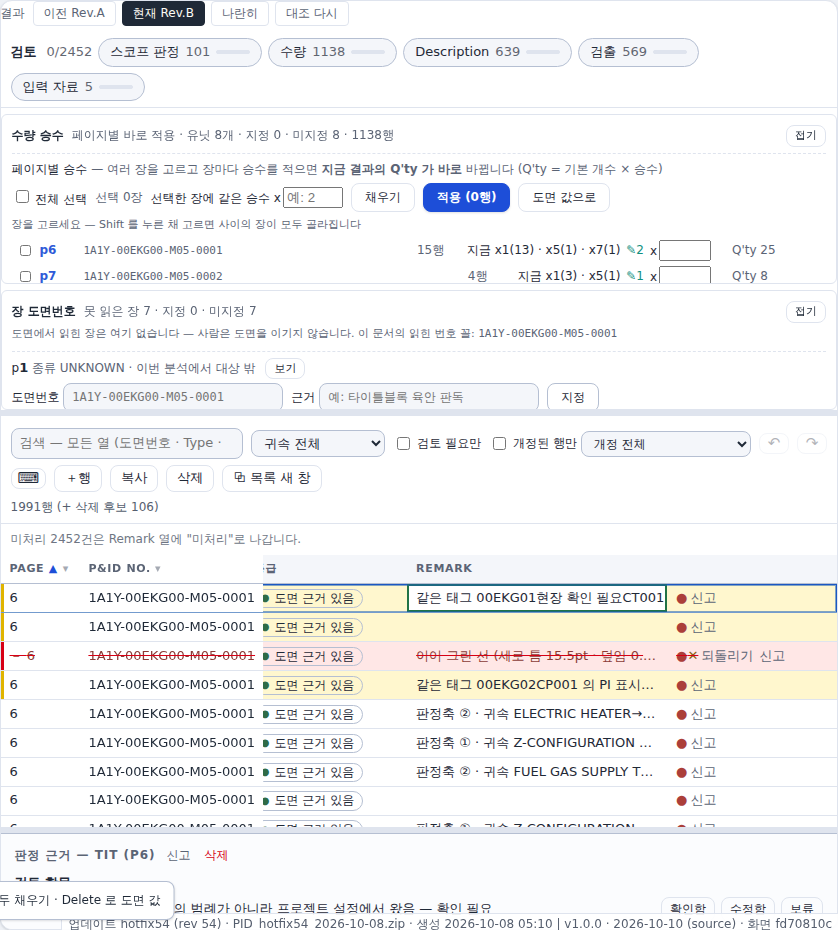 결과 이전 Rev.A 현재 Rev.B 나란히 대조 다시
검토 0/2452 스코프 판정 101 수량 1138 Description 639 검출 569
입력 자료 5
수량 승수 페이지별 바로 적용 · 유닛 8개 · 지정 0 · 미지정 8 · 1138행 접기
페이지별 승수 — 여러 장을 고르고 장마다 승수를 적으면 지금 결과의 Q'ty 가 바로 바뀝니다 (Q'ty = 기본 개수 × 승수)
전체 선택 선택 0장 선택한 장에 같은 승수 x 예: 2 채우기 적용 (0행) 도면 값으로
장을 고르세요 — Shift 를 누른 채 고르면 사이의 장이 모두 골라집니다
p6 1A1Y-00EKG00-M05-0001 15행 지금 x1(13) · x5(1) · x7(1) ✎2 x Q'ty 25
p7 1A1Y-00EKG00-M05-0002 4행 지금 x1(3) · x5(1) ✎1 x Q'ty 8
장 도면번호 못 읽은 장 7 · 지정 0 · 미지정 7 접기
도면에서 읽힌 장은 여기 없습니다 — 사람은 도면을 이기지 않습니다. 이 문서의 읽힌 번호 꼴: 1A1Y-00EKG00-M05-0001
p1 종류 UNKNOWN · 이번 분석에서 대상 밖 보기
도면번호 1A1Y-00EKG00-M05-0001 근거 예: 타이틀블록 육안 판독 지정
검색 — 모든 열 (도면번호 · Type · 귀속 전체 검토 필요만 개정된 행만 개정 전체 ↶ ↷
⌨ +행 복사 삭제 목록 새 창
1991행 (+ 삭제 후보 106)
미처리 2452건은 Remark 열에 "미처리"로 나갑니다.
PAGE ▲ ▼ P&ID NO. ▼ 급 REMARK
6 1A1Y-00EKG00-M05-0001 도면 근거 있음 같은 태그 00EKG01현장 확인 필요CT001 신고
6 1A1Y-00EKG00-M05-0001 도면 근거 있음 신고
− 6 1A1Y-00EKG00-M05-0001 도면 근거 있음 이어 그린 선 (세로 틈 15.5pt · 덮임 0.… ✕ 되돌리기 신고
6 1A1Y-00EKG00-M05-0001 도면 근거 있음 같은 태그 00EKG02CP001 의 PI 표시… 신고
6 1A1Y-00EKG00-M05-0001 도면 근거 있음 판정축 ② · 귀속 ELECTRIC HEATER→… 신고
6 1A1Y-00EKG00-M05-0001 도면 근거 있음 판정축 ① · 귀속 Z-CONFIGURATION … 신고
6 1A1Y-00EKG00-M05-0001 도면 근거 있음 판정축 ② · 귀속 FUEL GAS SUPPLY T… 신고
6 1A1Y-00EKG00-M05-0001 도면 근거 있음 신고
판정 근거 — TIT (P6) 신고 삭제
두 채우기 · Delete 로 도면 값
의 범례가 아니라 프로젝트 설정에서 왔음 — 확인 필요 확인함 수정함 보류
업데이트 hotfix54 (rev 54) · PID_hotfix54_2026-10-08.zip · 생성 2026-10-08 05:10 | v1.0.0 · 2026-10-10 (source) · 화면 fd70810c